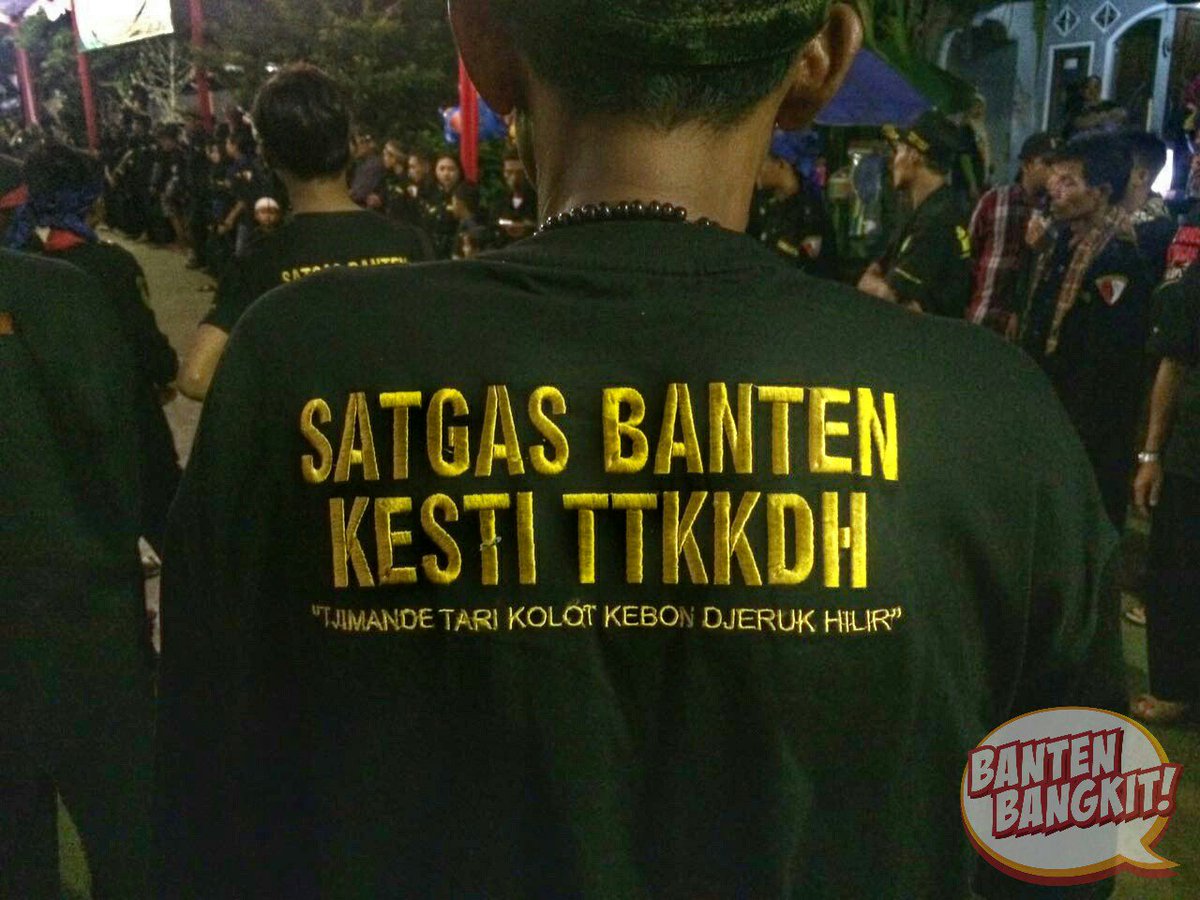 SATGAS BANTEN
SATGAS BANTEN
KESTI TTKKDH
"TJIMANDE TARI KOLOT KEBON DJERUK HILIR"
BANTEN
BANGKIT!